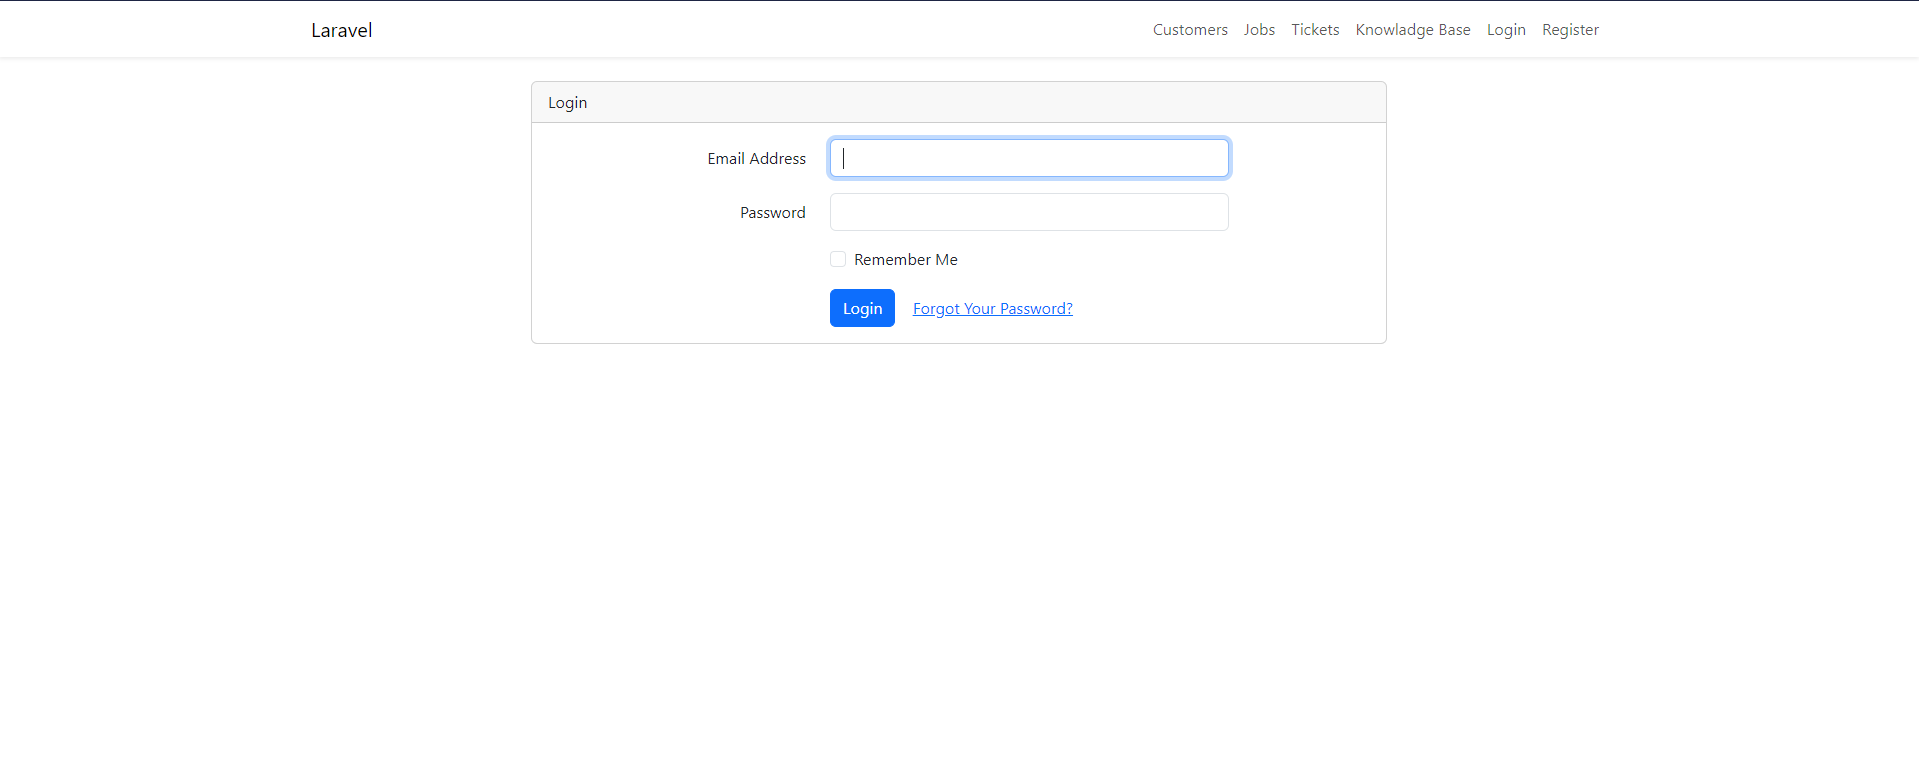 Laravel Customers Jobs Tickets Knowladge Base Login Register
Login
Email Address
Password
Remember Me
Login Forgot Your Password?